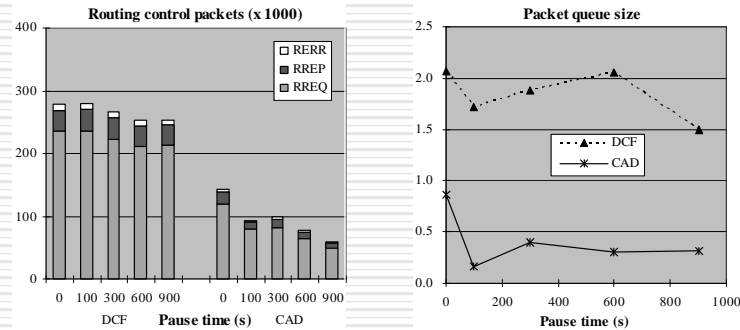 Routing control packets (x 1000)
400
300
200
100
0
RERR
RREP
RREQ
0 100 300 600 900 0 100 300 600 900
DCF Pause time (s) CAD
Packet queue size
2.5
2.0
1.5
1.0
0.5
0.0
DCF
CAD
0 200 400 600 800 1000
Pause time (s)